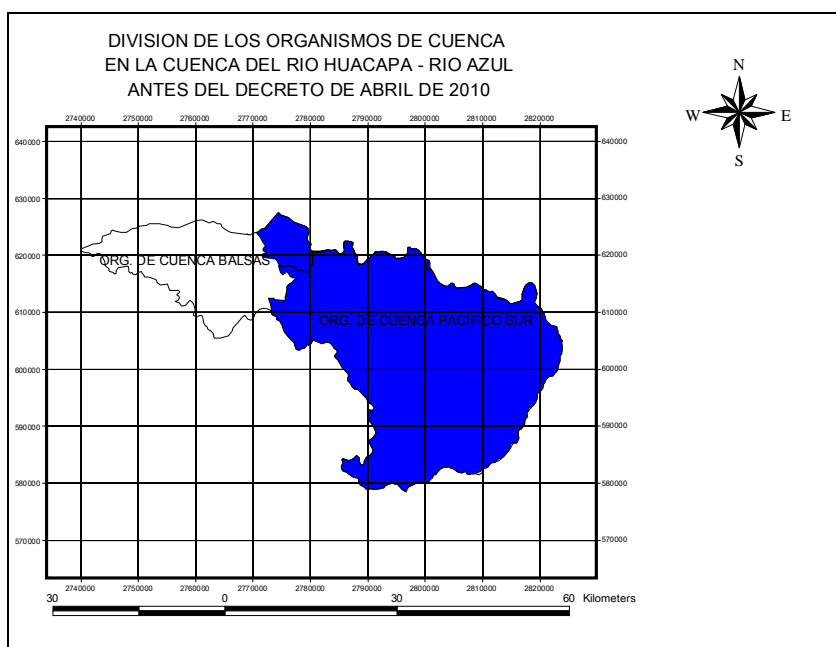 DIVISION DE LOS ORGANISMOS DE CUENCA
EN LA CUENCA DEL RIO HUACAPA - RIO AZUL
ANTES DEL DECRETO DE ABRIL DE 2010
N
W E
S
2740000 2750000 2760000 2770000 2780000 2790000 2800000 2810000 2820000
640000 640000
630000 630000
620000 620000
ORG. DE CUENCA BALSAS
610000 610000
ORG. DE CUENCA PACIFICO SUR
600000 600000
590000 590000
580000 580000
570000 570000
2740000 2750000 2760000 2770000 2780000 2790000 2800000 2810000 2820000
30 0 30 60 Kilometers